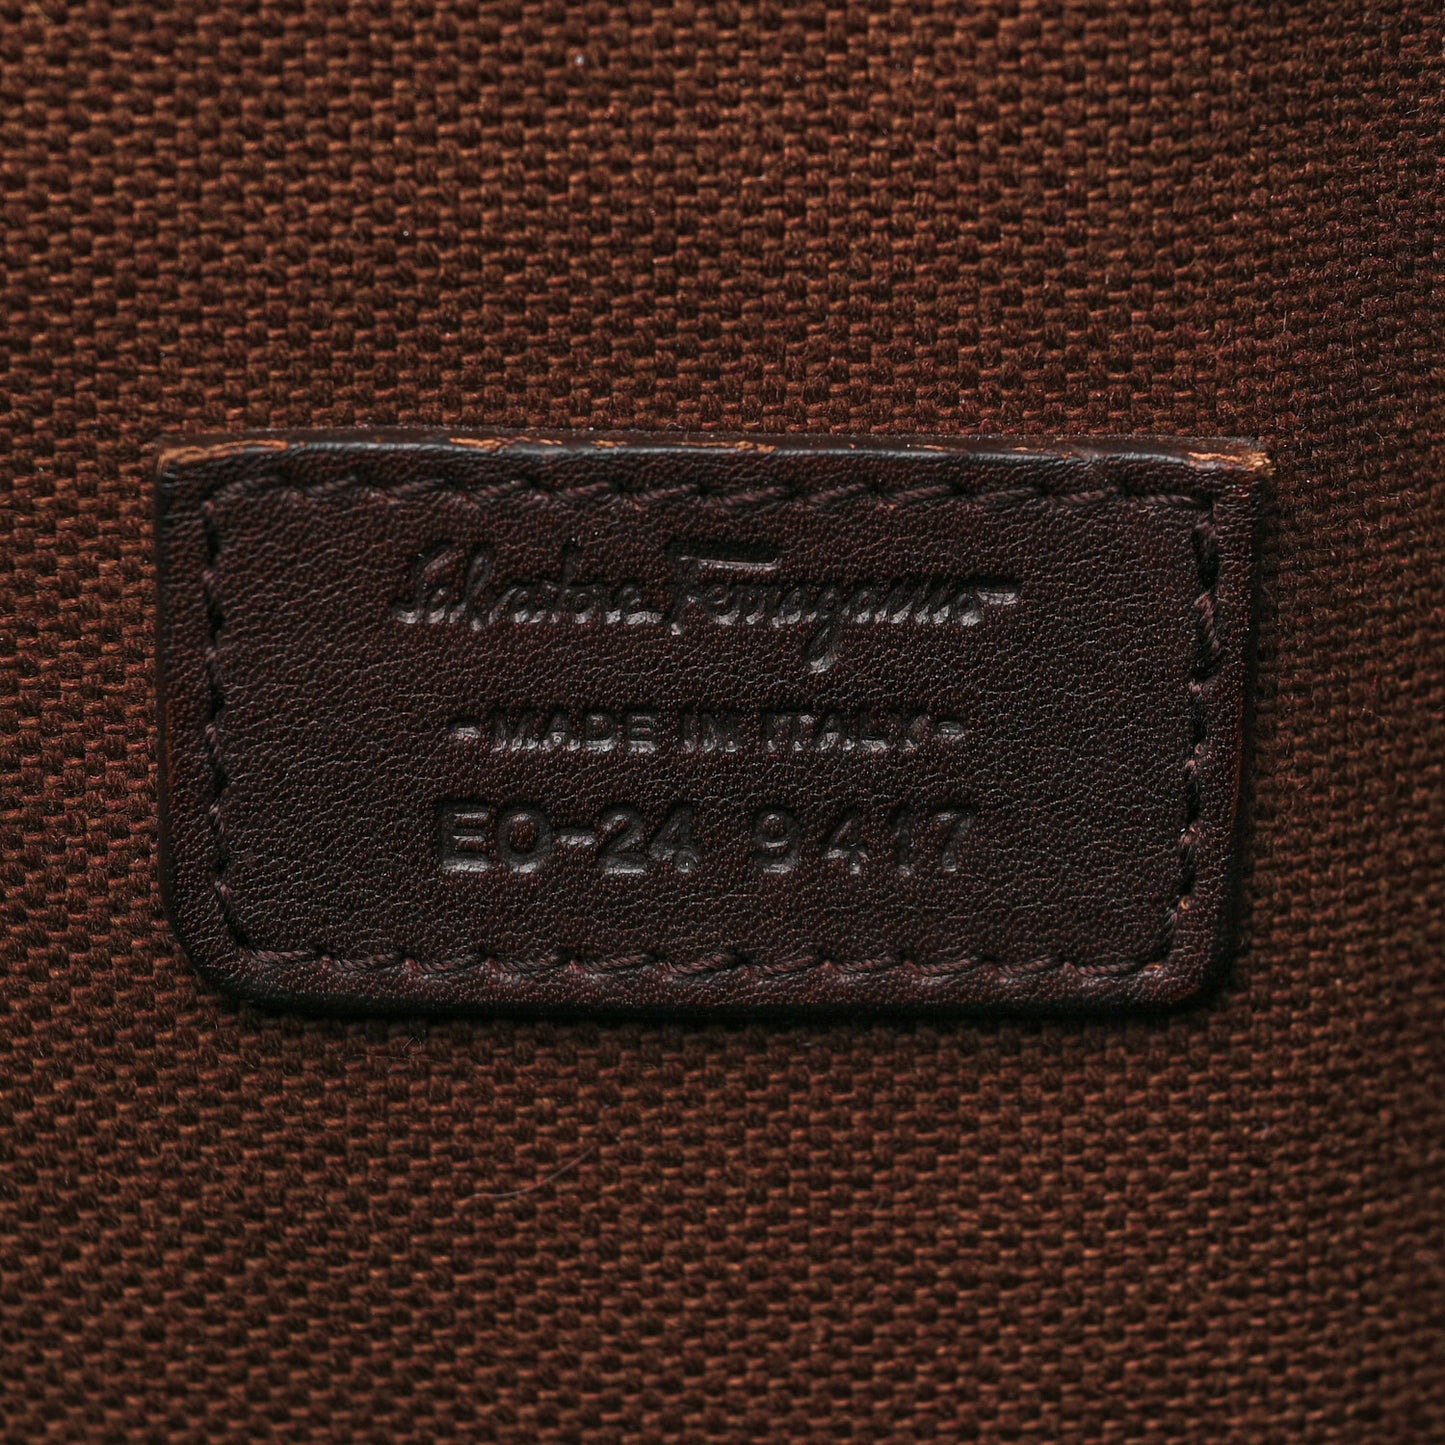 Salvatore Ferragamo
-MADE IN ITALY-
EO-24 9417